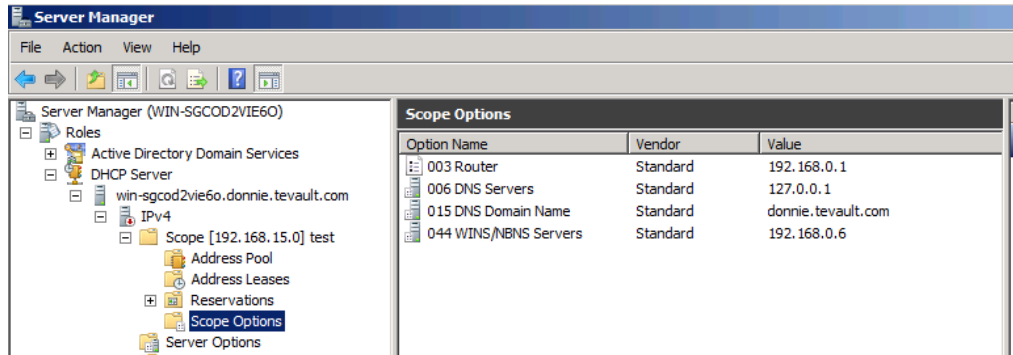 Server Manager
File Action View Help
Server Manager (WIN-SGCOD2VIE6O)
Roles
Active Directory Domain Services
DHCP Server
win-sgcod2vie6o.donnie.tevault.com
IPv4
Scope [192.168.15.0] test
Address Pool
Address Leases
Reservations
Scope Options
Server Options
Scope Options
Option Name Vendor Value
003 Router Standard 192.168.0.1
006 DNS Servers Standard 127.0.0.1
015 DNS Domain Name Standard donnie.tevault.com
044 WINS/NBNS Servers Standard 192.168.0.6